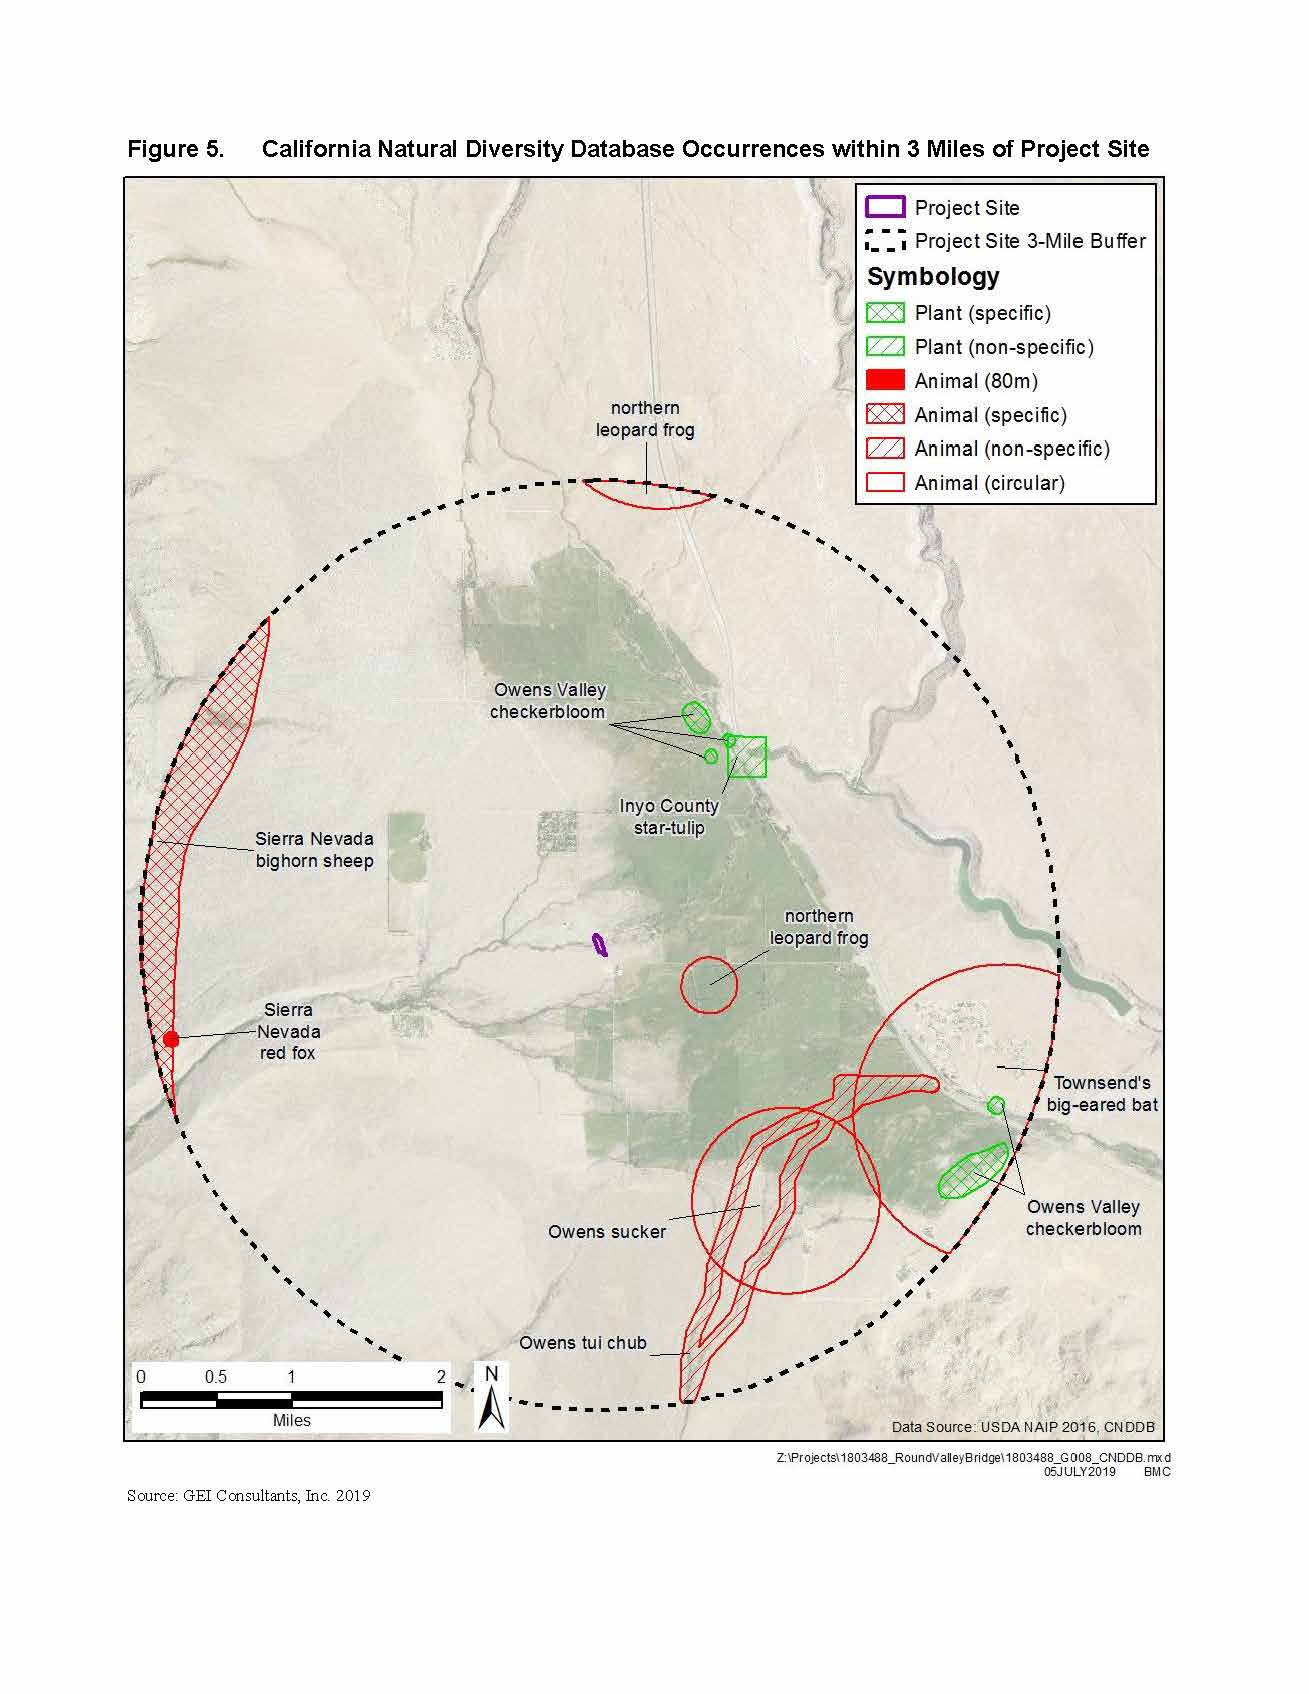 Figure 5. California Natural Diversity Database Occurrences within 3 Miles of Project Site
Project Site
Project Site 3-Mile Buffer
Symbology
Plant (specific)
Plant (non-specific)
Animal (80m)
Animal (specific)
Animal (non-specific)
Animal (circular)
northern
leopard frog
Owens Valley
checkerbloom
Inyo County
star-tulip
Sierra Nevada
bighorn sheep
northern
leopard frog
Sierra
Nevada
red fox
Townsend's
big-eared bat
Owens Valley
checkerbloom
Owens sucker
Owens tui chub
0 0.5 1 2
Miles
N
Data Source: USDA NAIP 2016, CNDDB
Z:\Projects\1803488_RoundValleyBridge\1803488_G008_CNDDB.mxd
05JULY2019 BMC
Source: GEI Consultants, Inc. 2019